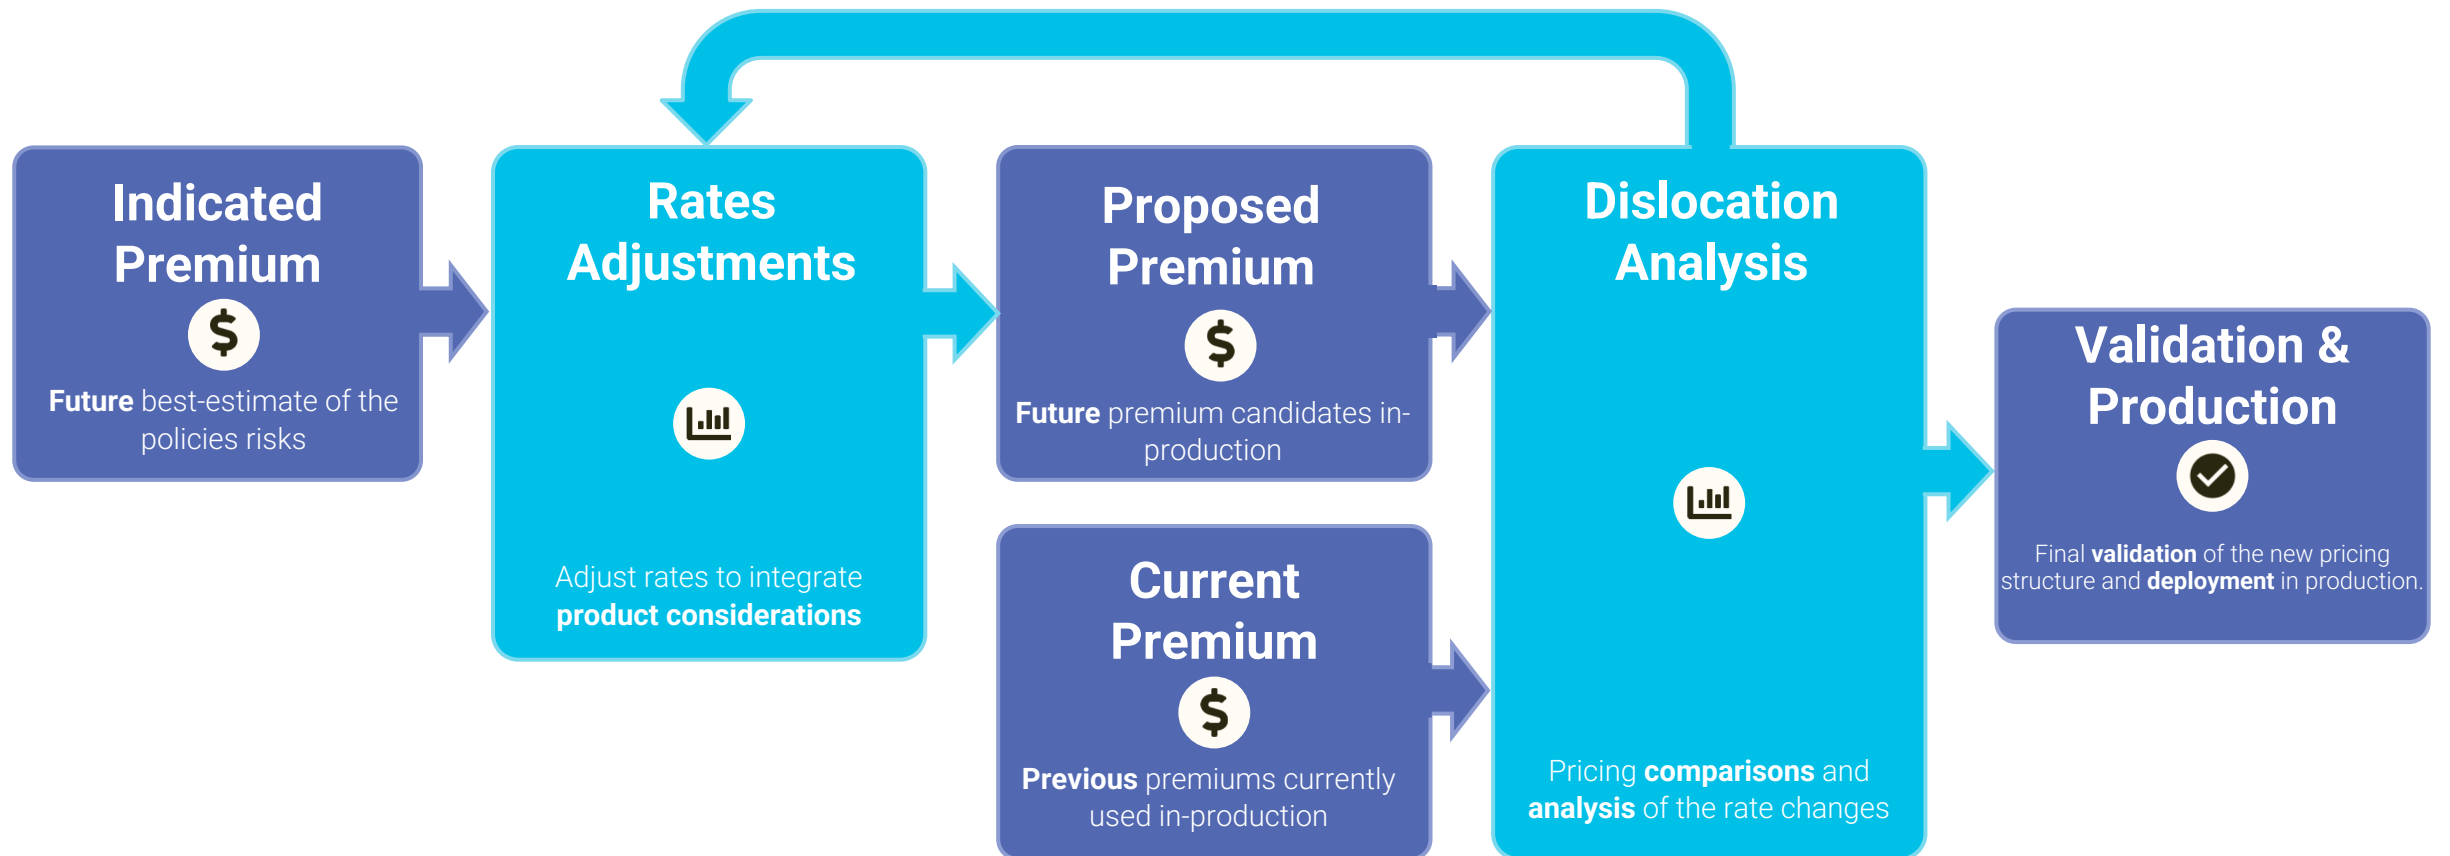 Indicated
Premium
$
Future best-estimate of the
policies risks
Rates
Adjustments
Adjust rates to integrate
product considerations
Proposed
Premium
$
Future premium candidates in-
production
Current
Premium
$
Previous premiums currently
used in-production
Dislocation
Analysis
Pricing comparisons and
analysis of the rate changes
Validation &
Production
Final validation of the new pricing
structure and deployment in production.